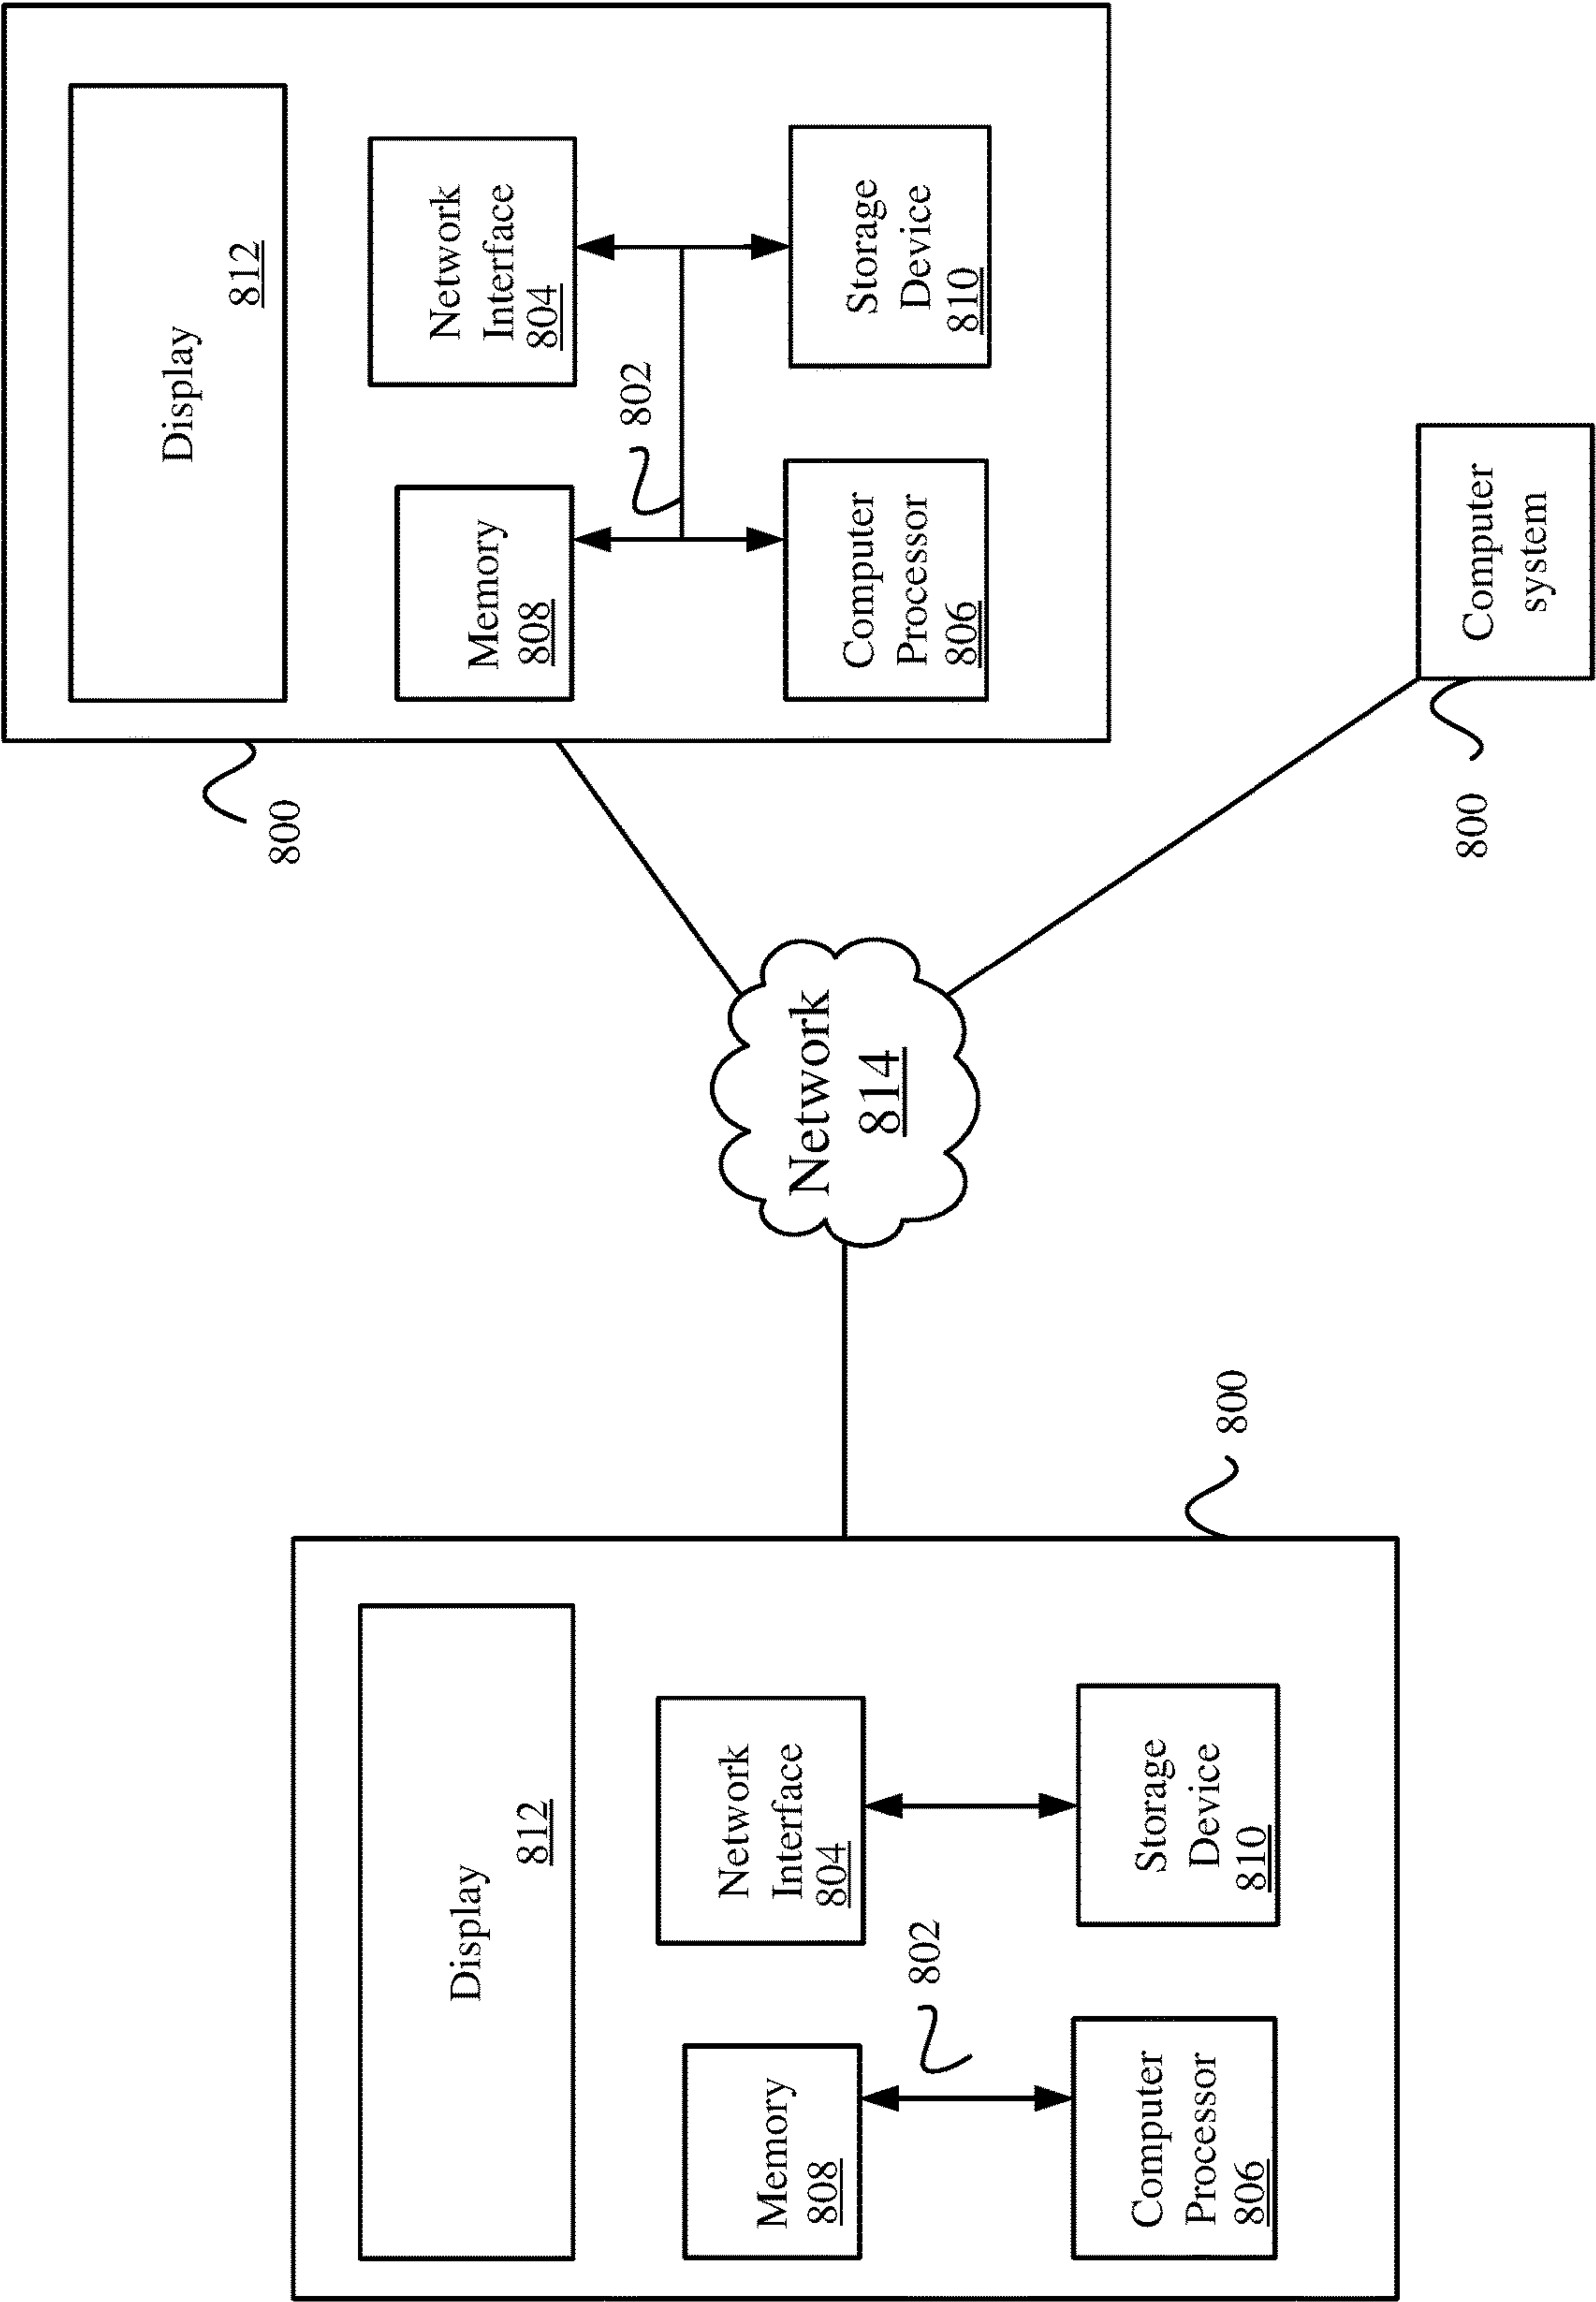 Display
812
Memory
808
Network
Interface
804
802
Computer
Processor
806
Storage
Device
810
800
Network
814
800
Display
812
Memory
808
Network
Interface
804
802
Computer
Processor
806
Storage
Device
810
800
Computer
system